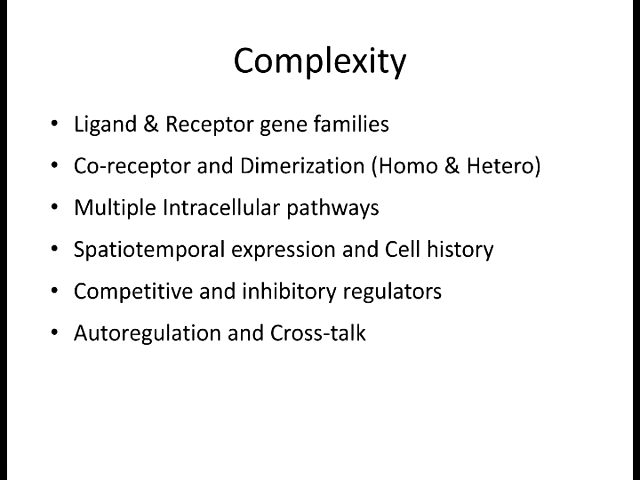 Complexity
• Ligand & Receptor gene families
• Co-receptor and Dimerization (Homo & Hetero)
• Multiple Intracellular pathways
• Spatiotemporal expression and Cell history
• Competitive and inhibitory regulators
• Autoregulation and Cross-talk